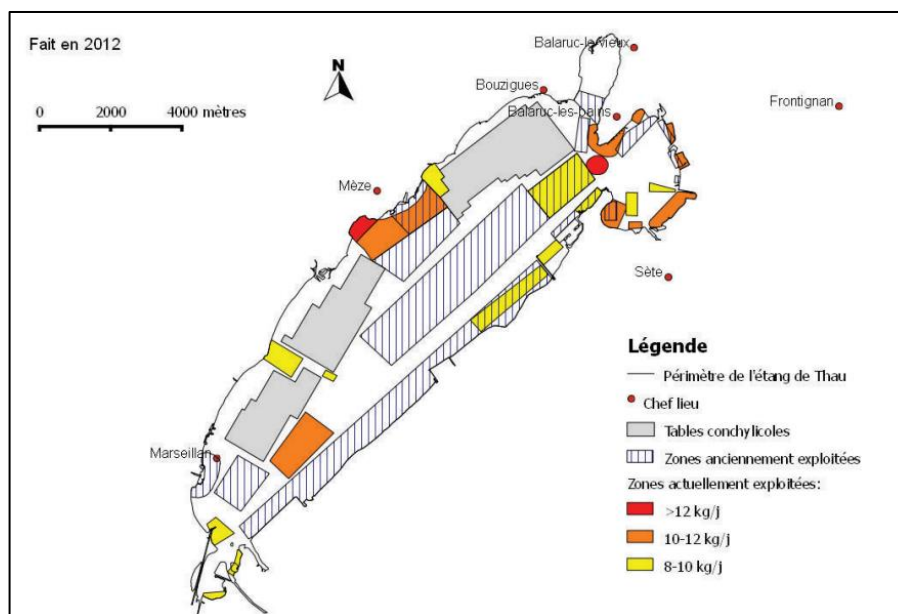 Fait en 2012
N
0 2000 4000 mètres
Balaruc-le-vieux
Bouzigues
Balaruc-les-bains
Frontignan
Mèze
Sète
Marseillan
Légende
Périmètre de l'étang de Thau
Chef lieu
Tables conchylicoles
Zones anciennement exploitées
Zones actuellement exploitées:
>12 kg/j
10-12 kg/j
8-10 kg/j